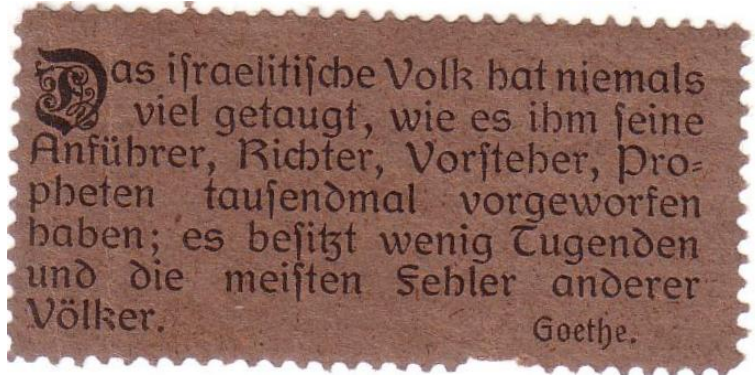 Das israelitische Volk hat niemals
viel getaugt, wie es ihm seine
Anführer, Richter, Vorsteher, Pro-
pheten tausendmal vorgeworfen
haben; es besitzt wenig Tugenden
und die meisten Fehler anderer
Völker.
Goethe.